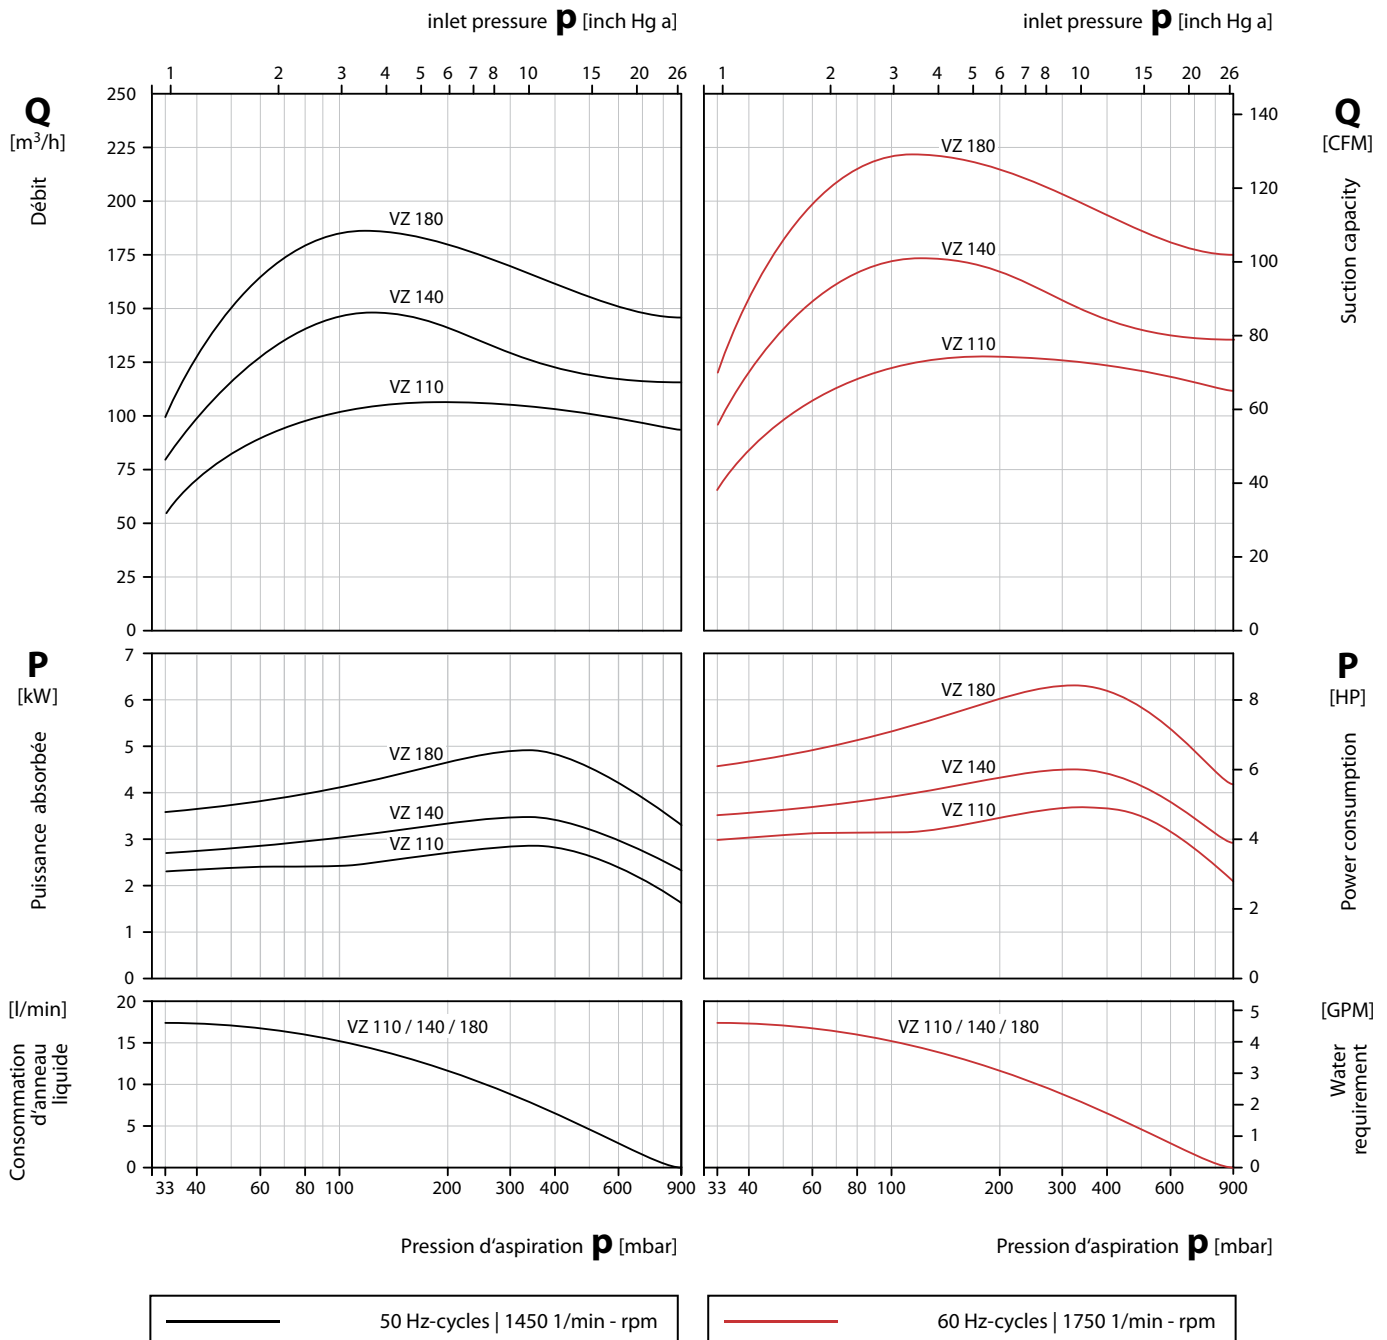 inlet pressure p [inch Hg a]
inlet pressure p [inch Hg a]
1 2 3 4 5 6 7 8 10 15 20 26
1 2 3 4 5 6 7 8 10 15 20 26
Q
[m³/h]
Débit
250
225
200
175
150
125
100
75
50
25
0
VZ 180
VZ 140
VZ 110
VZ 180
VZ 140
VZ 110
140
120
100
80
60
40
20
0
Q
[CFM]
Suction capacity
P
[kW]
Puissance absorbée
7
6
5
4
3
2
1
0
VZ 180
VZ 140
VZ 110
VZ 180
VZ 140
VZ 110
8
6
4
2
0
P
[HP]
Power consumption
[l/min]
Consommation
d'anneau
liquide
20
15
10
5
0
VZ 110 / 140 / 180
VZ 110 / 140 / 180
5
4
3
2
1
0
[GPM]
Water
requirement
33 40 60 80 100 200 300 400 600 900
33 40 60 80 100 200 300 400 600 900
Pression d'aspiration p [mbar]
Pression d'aspiration p [mbar]
50 Hz-cycles | 1450 1/min - rpm
60 Hz-cycles | 1750 1/min - rpm